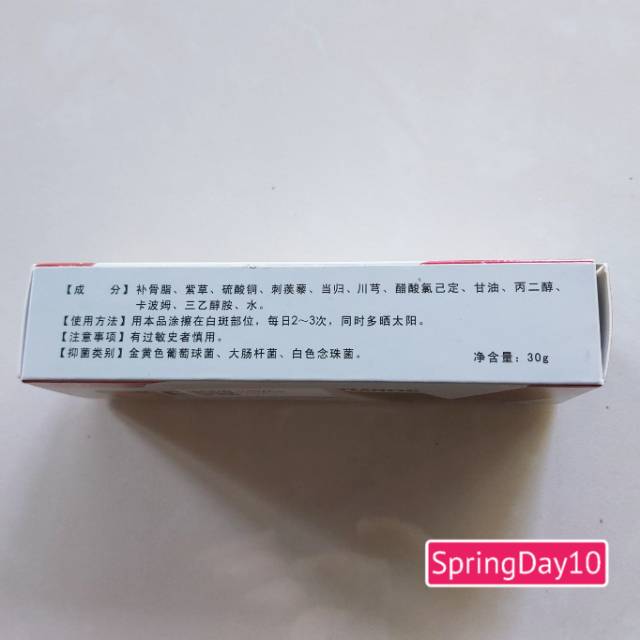 【成　分】补骨脂、紫草、硫酸铜、刺蒺藜、当归、川芎、醋酸氯己定、甘油、丙二醇、
卡波姆、三乙醇胺、水。
【使用方法】用本品涂擦在白斑部位，每日2～3次，同时多晒太阳。
【注意事项】有过敏史者慎用。
【抑菌类别】金黄色葡萄球菌、大肠杆菌、白色念珠菌。
净含量：30g
SpringDay10